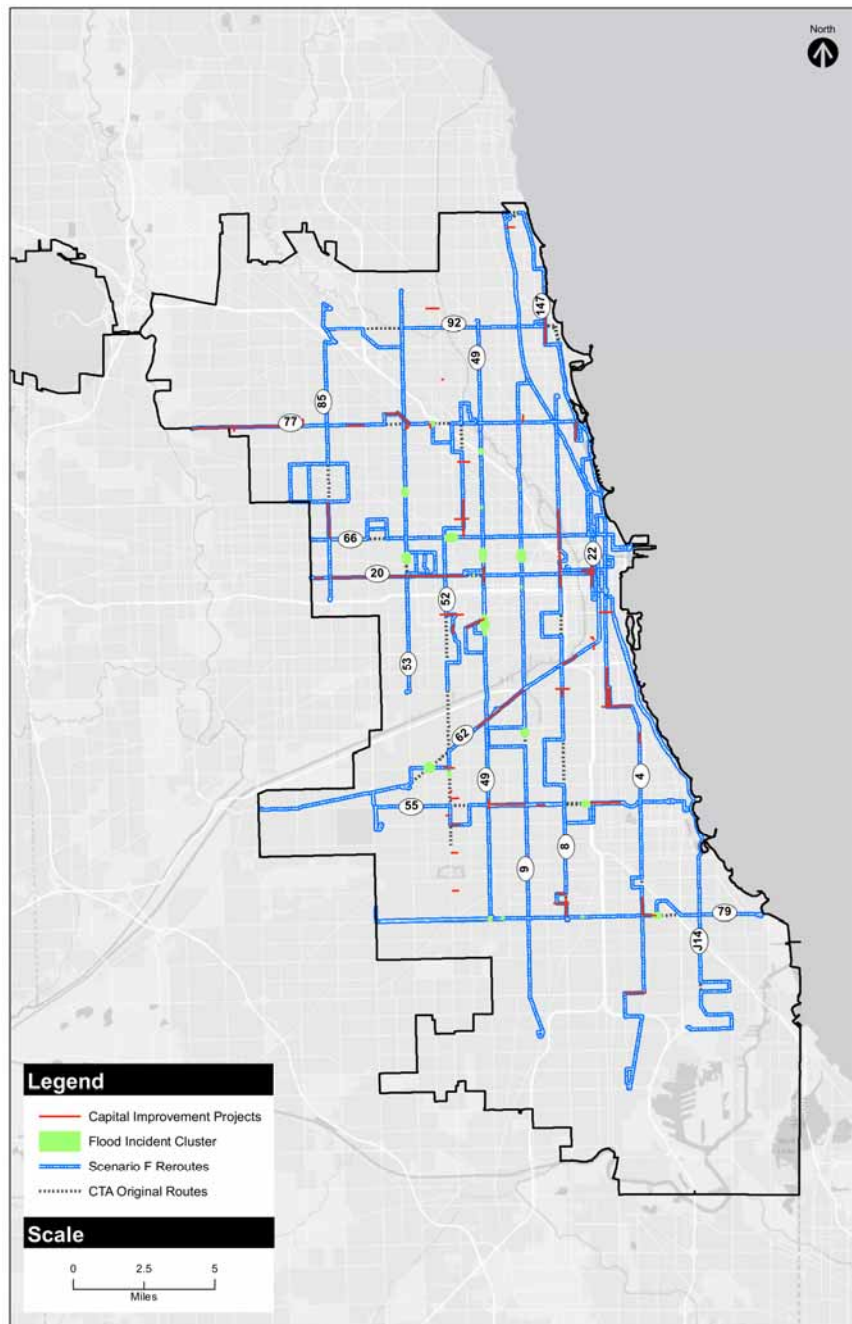 North
147
92
49
85
77
66
22
20
52
53
62
49
4
55
8
9
79
J14
Legend
Capital Improvement Projects
Flood Incident Cluster
Scenario F Reroutes
CTA Original Routes
Scale
0 2.5 5
Miles